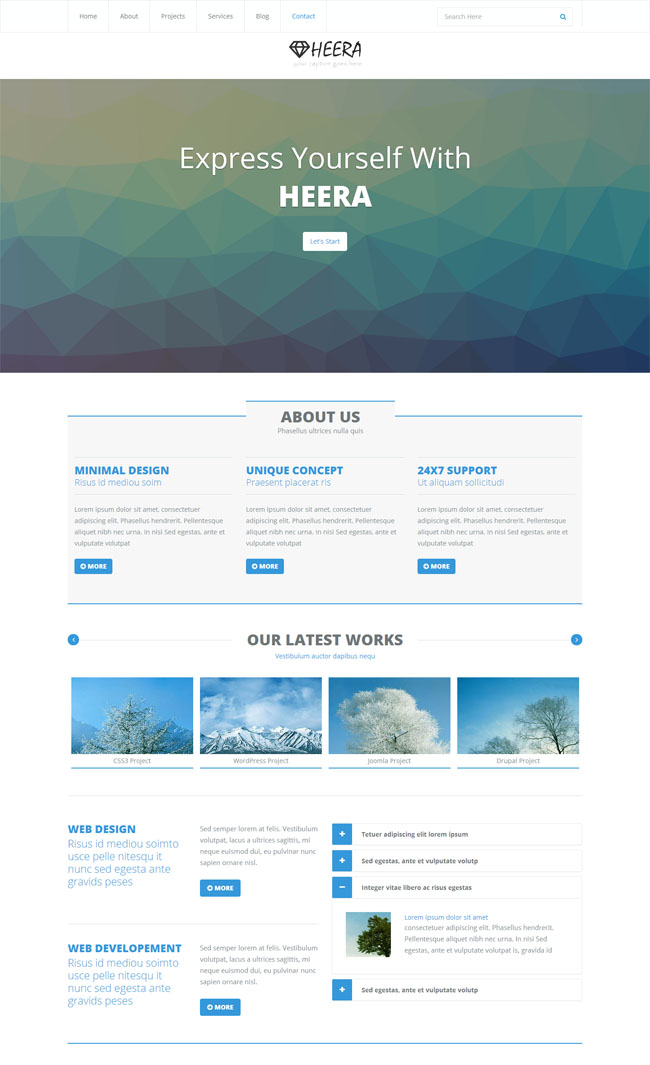 Home About Projects Services Blog Contact Search Here
HEERA
your caption goes here
Express Yourself With
HEERA
Let's Start
ABOUT US
Phasellus ultrices nulla quis
MINIMAL DESIGN
Risus id mediou soim
Lorem ipsum dolor sit amet, consectetuer
adipiscing elit. Phasellus hendrerit. Pellentesque
aliquet nibh nec urna. In nisi Sed egestas, ante et
vulputate volutpat
MORE
UNIQUE CONCEPT
Praesent placerat ris
Lorem ipsum dolor sit amet, consectetuer
adipiscing elit. Phasellus hendrerit. Pellentesque
aliquet nibh nec urna. In nisi Sed egestas, ante et
vulputate volutpat
MORE
24X7 SUPPORT
Ut aliquam sollicitudi
Lorem ipsum dolor sit amet, consectetuer
adipiscing elit. Phasellus hendrerit. Pellentesque
aliquet nibh nec urna. In nisi Sed egestas, ante et
vulputate volutpat
MORE
OUR LATEST WORKS
Vestibulum auctor dapibus nequ
CSS3 Project
WordPress Project
Joomla Project
Drupal Project
WEB DESIGN
Risus id mediou soimto
usce pelle nitesqu it
nunc sed egesta ante
gravids peses
Sed semper lorem at felis. Vestibulum
volutpat, lacus a ultrices sagittis, mi
neque euismod dui, eu pulvinar nunc
sapien ornare nisl.
MORE
WEB DEVELOPEMENT
Risus id mediou soimto
usce pelle nitesqu it
nunc sed egesta ante
gravids peses
Sed semper lorem at felis. Vestibulum
volutpat, lacus a ultrices sagittis, mi
neque euismod dui, eu pulvinar nunc
sapien ornare nisl.
MORE
Tetuer adipiscing elit lorem ipsum
Sed egestas, ante et vulputate volutp
Integer vitae libero ac risus egestas
Lorem ipsum dolor sit amet
consectetuer adipiscing elit. Phasellus hendrerit.
Pellentesque aliquet nibh nec urna. In nisi Sed
egestas, ante et vulputate volutpat is, gravida id
Sed egestas, ante et vulputate volutp